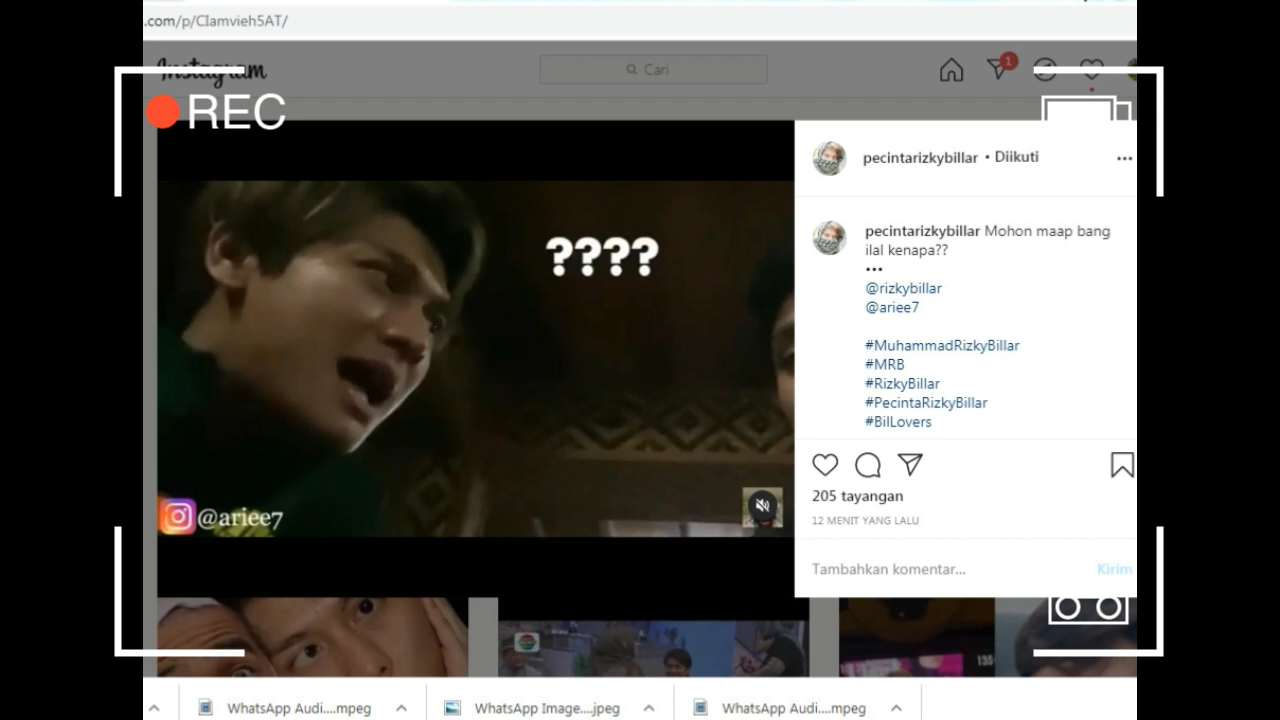 .com/p/CIamvieh5AT/
Instagram
Cari
1
REC
pecintarizkybillar • Diikuti
•••
????
pecintarizkybillar Mohon maap bang
ilal kenapa??
•••
@rizkybillar
@ariee7
#MuhammadRizkyBillar
#MRB
#RizkyBillar
#PecintaRizkyBillar
#BilLovers
@ariee7
205 tayangan
12 MENIT YANG LALU
Tambahkan komentar...
Kirim
135
WhatsApp Audi....mpeg
WhatsApp Image....jpeg
WhatsApp Audi....mpeg